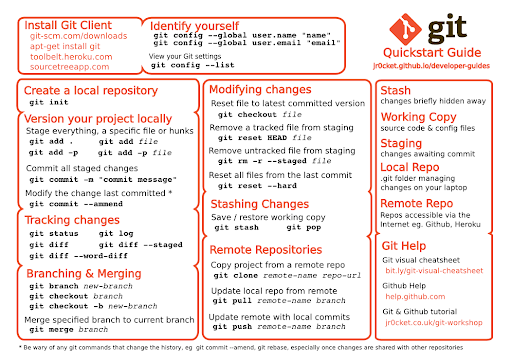 Install Git Client
git-scm.com/downloads
apt-get install git
toolbelt.heroku.com
sourcetreeapp.com
Identify yourself
git config --global user.name "name"
git config --global user.email "email"
View your Git settings
git config --list
git
Quickstart Guide
jr0cket.github.io/developer-guides
Create a local repository
git init
Version your project locally
Stage everything, a specific file or hunks
git add . git add file
git add -p git add -p file
Commit all staged changes
git commit -m "commit message"
Modify the change last committed *
git commit --ammend
Tracking changes
git status git log
git diff git diff --staged
git diff --word-diff
Branching & Merging
git branch new-branch
git checkout branch
git checkout -b new-branch
Merge specified branch to current branch
git merge branch
Modifying changes
Reset file to latest committed version
git checkout file
Remove a tracked file from staging
git reset HEAD file
Remove untracked file from staging
git rm -r --staged file
Reset all files from the last commit
git reset --hard
Stashing Changes
Save / restore working copy
git stash git pop
Remote Repositories
Copy project from a remote repo
git clone remote-name repo-url
Update local repo from remote
git pull remote-name branch
Update remote with local commits
git push remote-name branch
Stash
changes briefly hidden away
Working Copy
source code & config files
Staging
changes awaiting commit
Local Repo
.git folder managing
changes on your laptop
Remote Repo
Repos accessible via the
Internet eg. Github, Heroku
Git Help
Git visual cheatsheet
bit.ly/git-visual-cheatsheet
Github Help
help.github.com
Git & Github tutorial
jr0cket.co.uk/git-workshop
* Be wary of any git commands that change the history, eg git commit --amend, git rebase, especially once changes are shared with other repositories